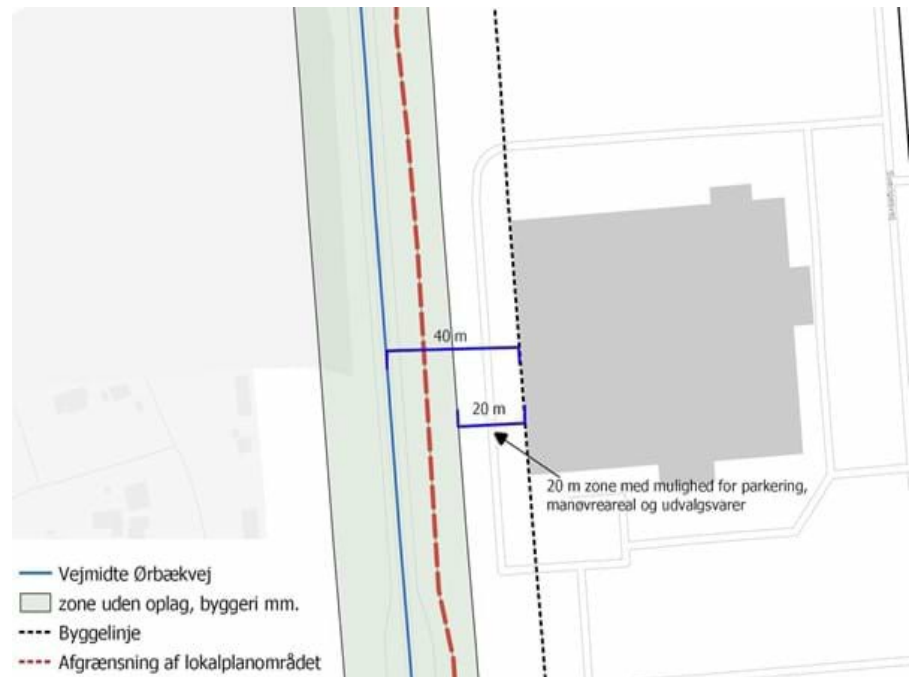 40 m
20 m
20 m zone med mulighed for parkering,
manøvreareal og udvalgsvarer
Vejmidte Ørbækvej
zone uden oplag, byggeri mm.
Byggelinje
Afgrænsning af lokalplanområdet